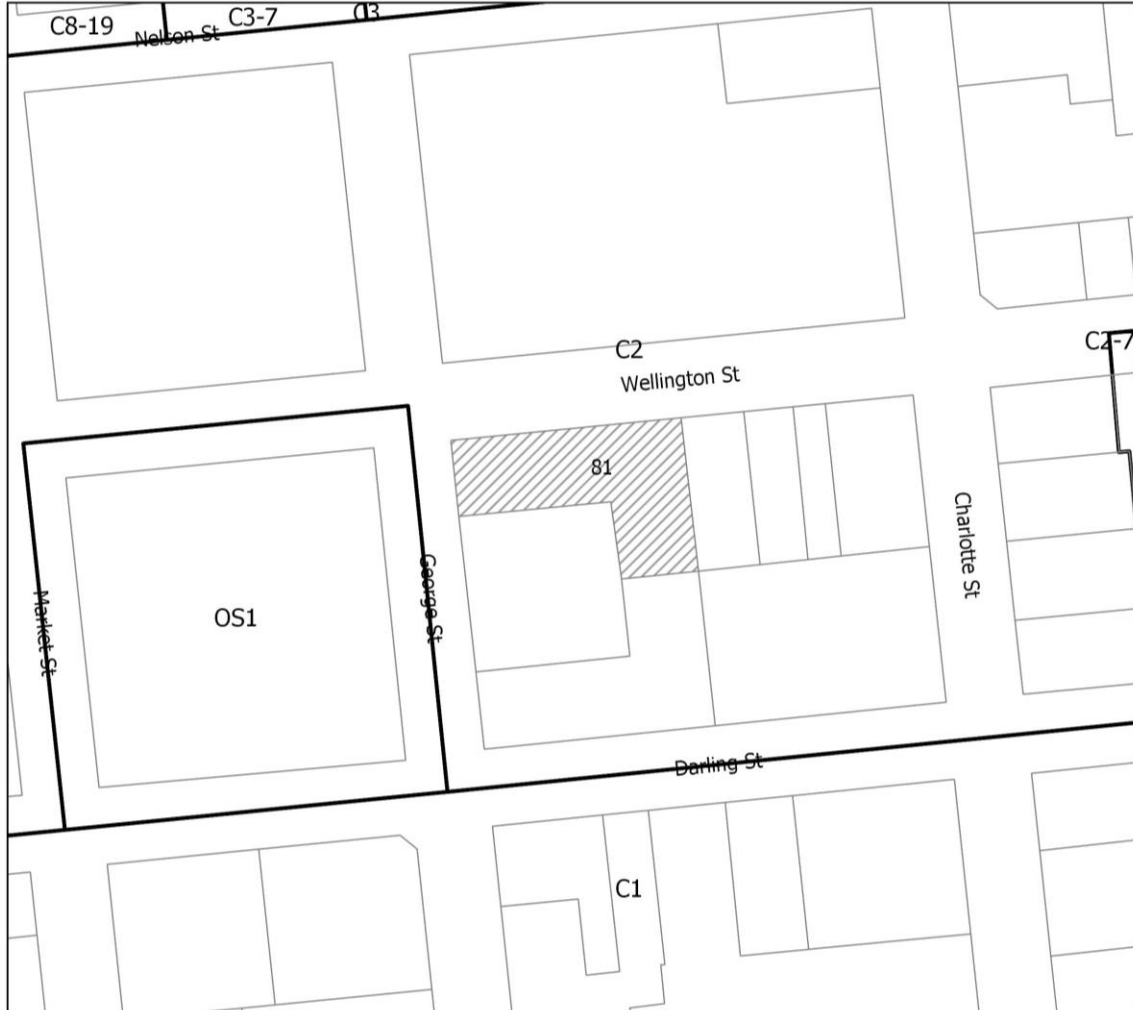 C8-19
C3-7
C3
Nelson St
C2
C2-7
Wellington St
81
Charlotte St
George St
Market St
OS1
Darling St
C1